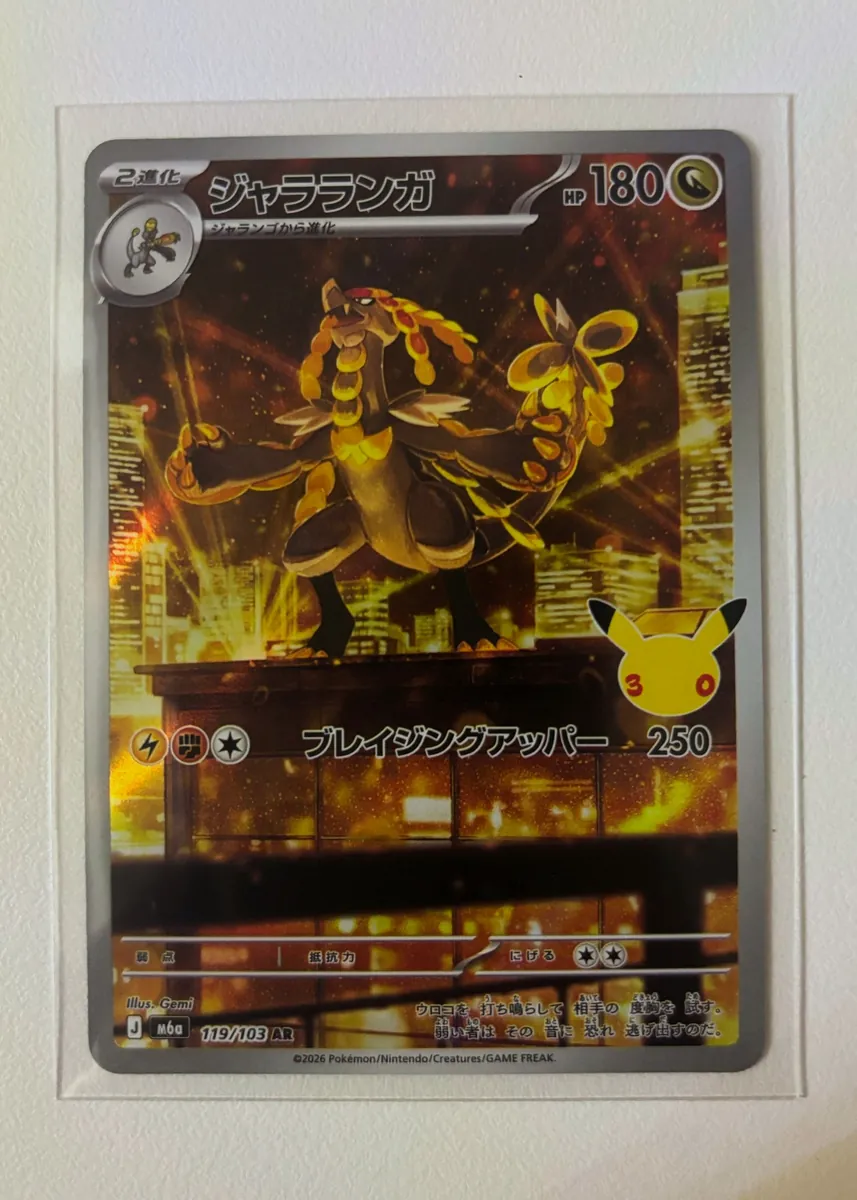 2進化
ジャラランガ
HP 180
ジャランゴから進化
30
ブレイジングアッパー 250
弱点 抵抗力 にげる
Illus. Gemi
ウロコを 打ち鳴らして 相手の 度胸を 試す。
弱い者は その 音に 恐れ 逃げ出すのだ。
J M6a 119/103 AR
©2026 Pokémon/Nintendo/Creatures/GAME FREAK.